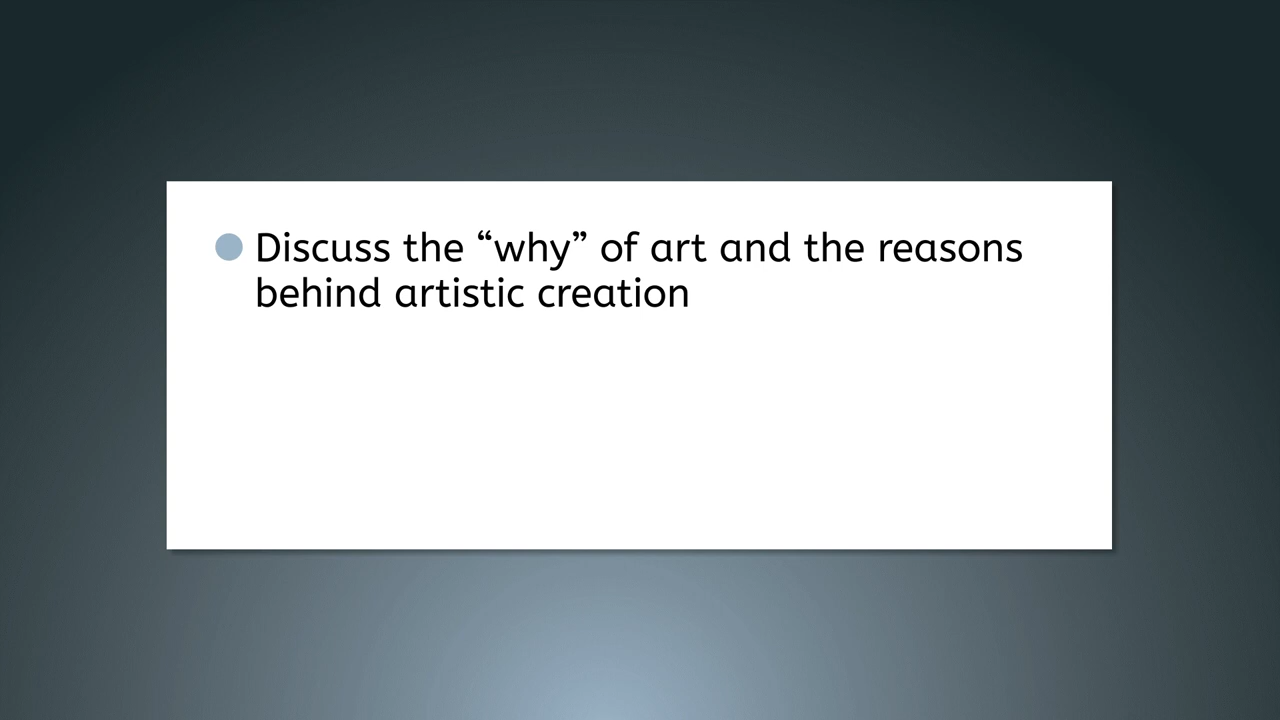 Discuss the “why” of art and the reasons
behind artistic creation